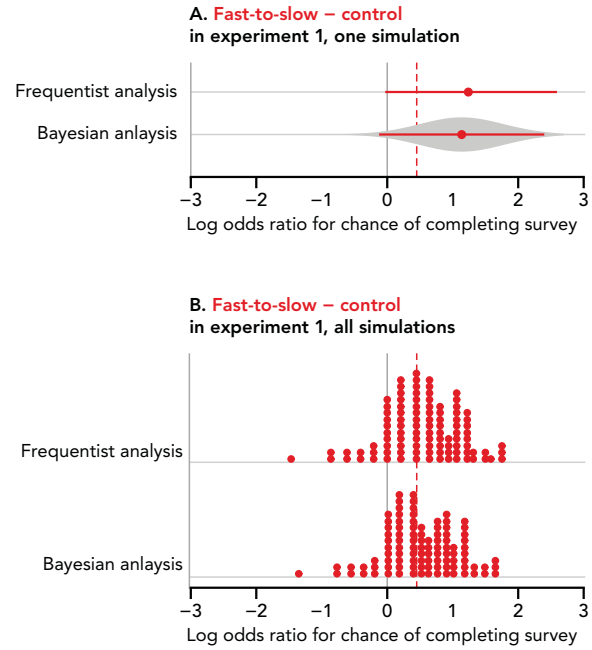 A. Fast-to-slow – control
in experiment 1, one simulation
Frequentist analysis
Bayesian anlaysis
−3 −2 −1 0 1 2 3
Log odds ratio for chance of completing survey
B. Fast-to-slow – control
in experiment 1, all simulations
Frequentist analysis
Bayesian anlaysis
−3 −2 −1 0 1 2 3
Log odds ratio for chance of completing survey